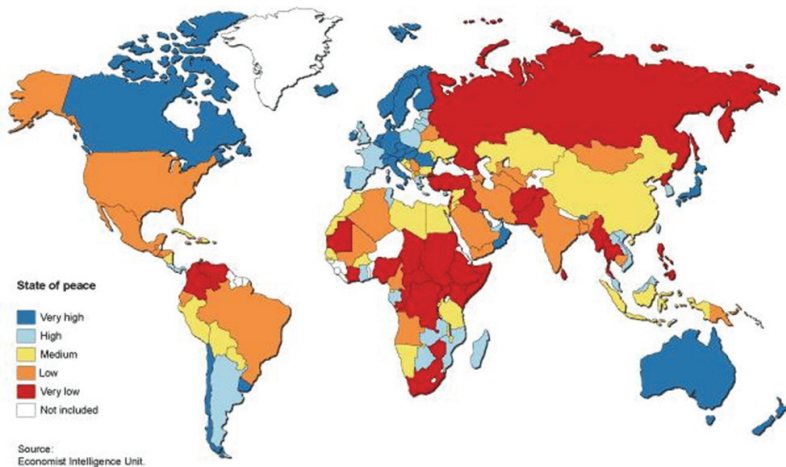 State of peace
Very high
High
Medium
Low
Very low
Not included
Source:
Economist Intelligence Unit.